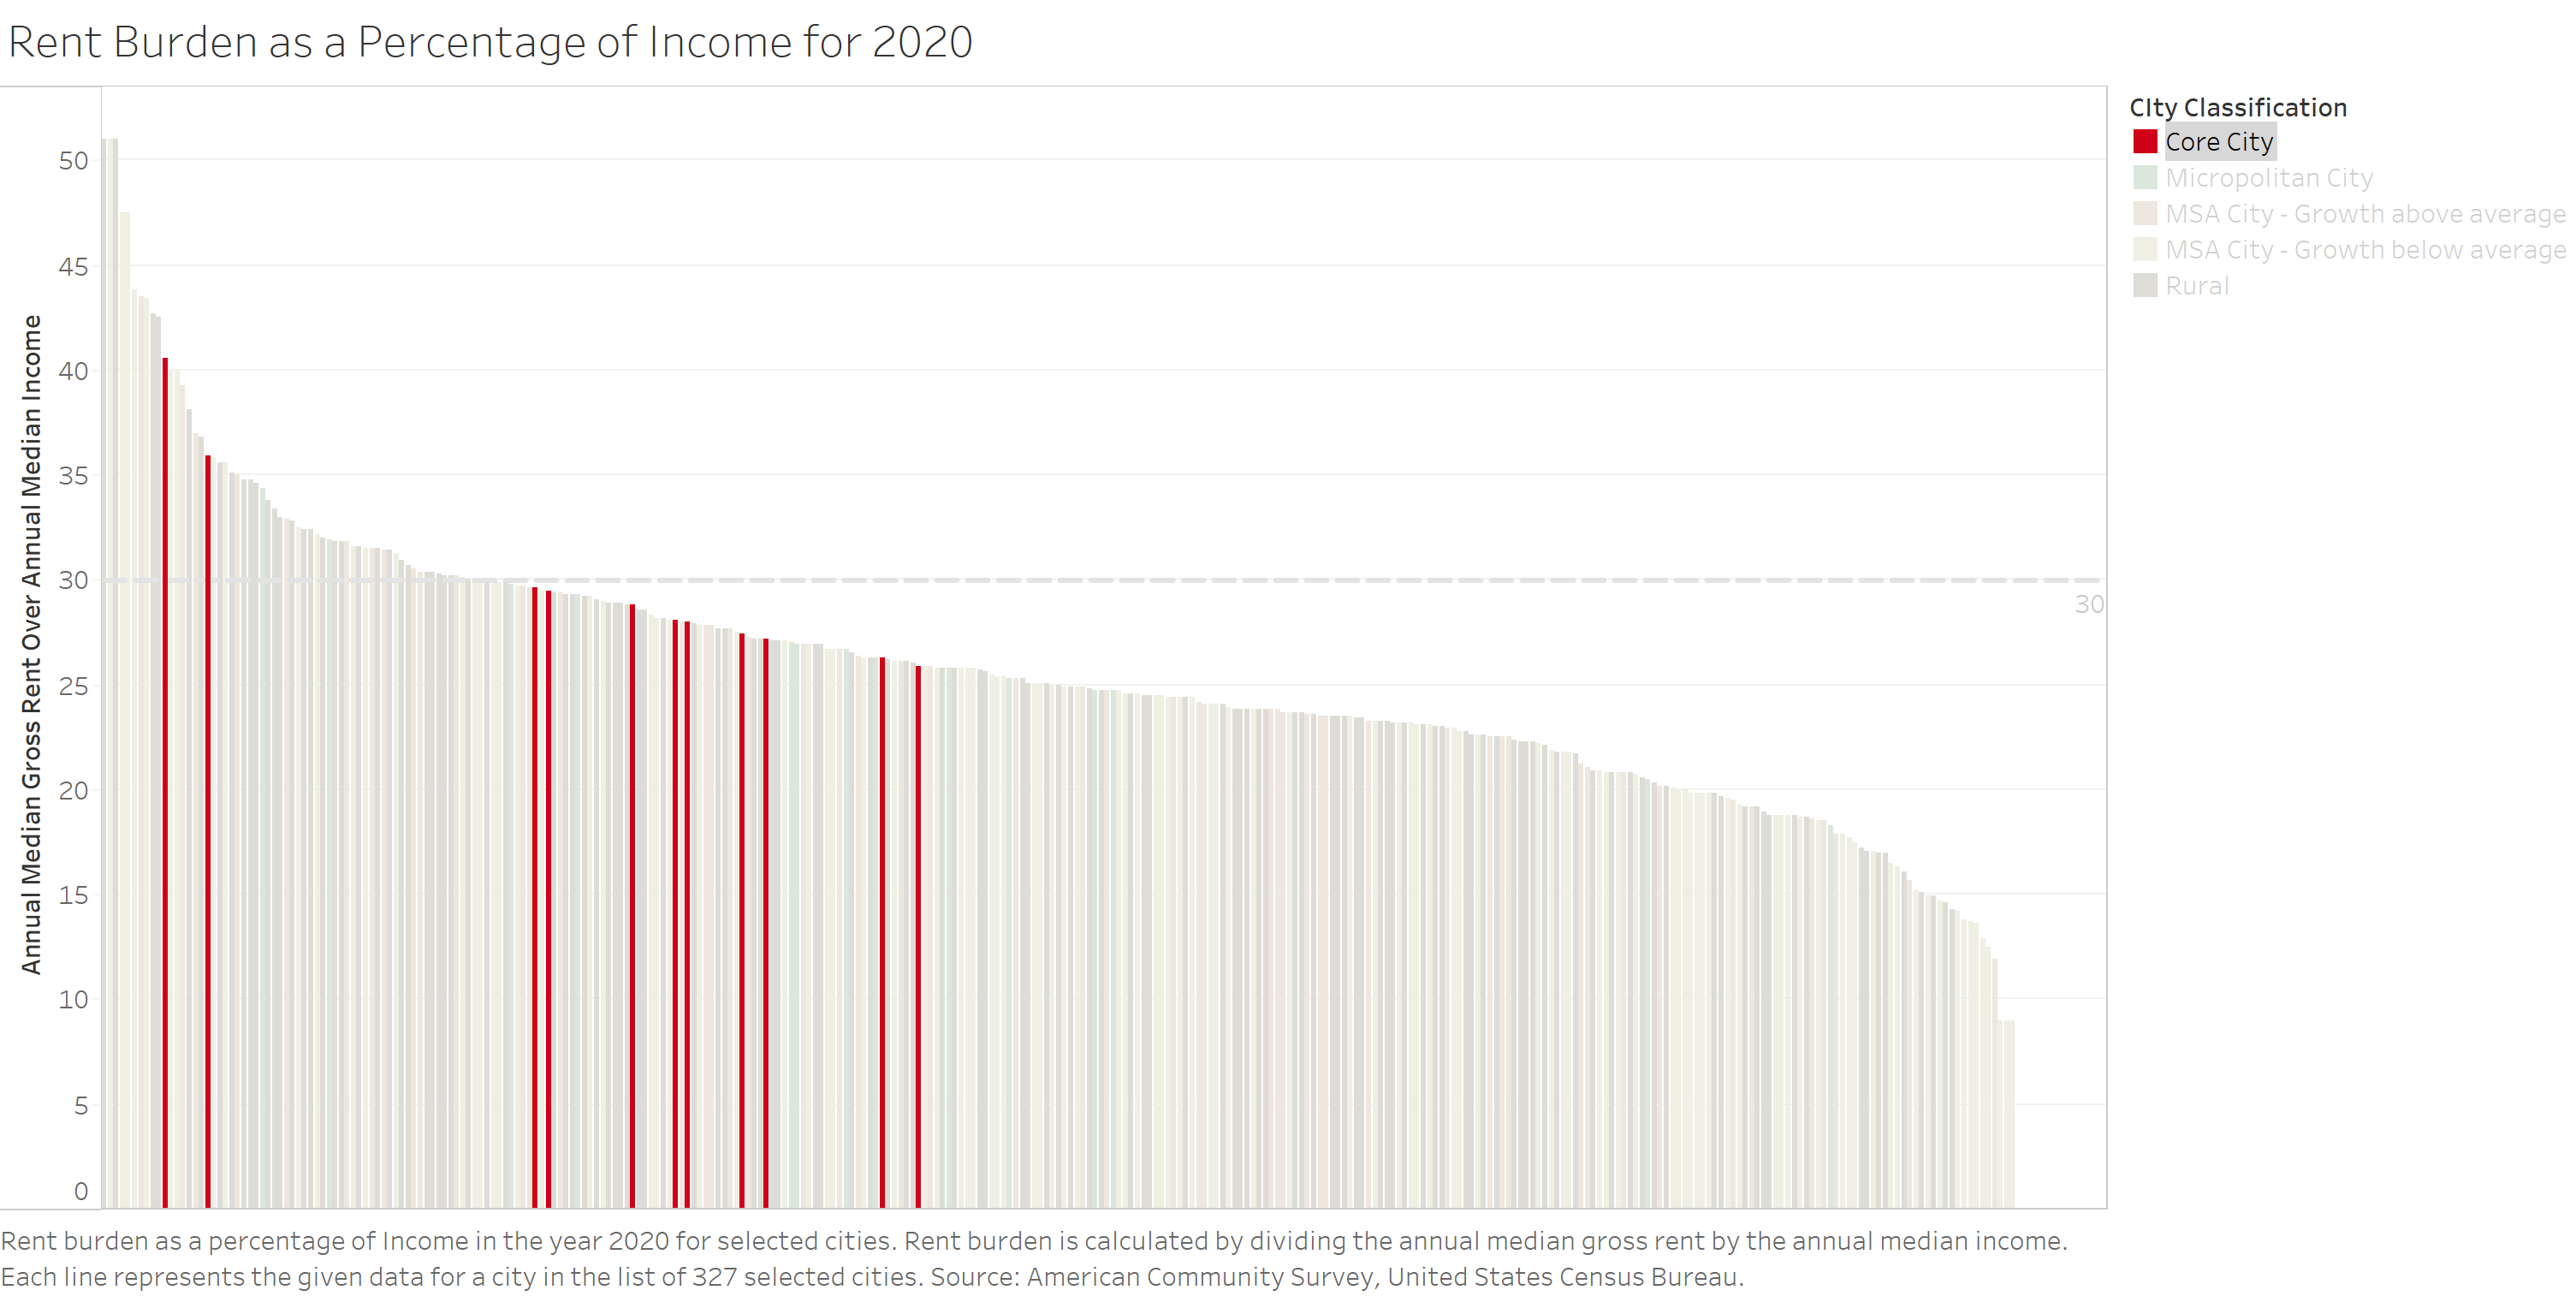 Rent Burden as a Percentage of Income for 2020
Annual Median Gross Rent Over Annual Median Income
50
45
40
35
30
25
20
15
10
5
0
30
CIty Classification
Core City
Micropolitan City
MSA City - Growth above average
MSA City - Growth below average
Rural
Rent burden as a percentage of Income in the year 2020 for selected cities. Rent burden is calculated by dividing the annual median gross rent by the annual median income.
Each line represents the given data for a city in the list of 327 selected cities. Source: American Community Survey, United States Census Bureau.